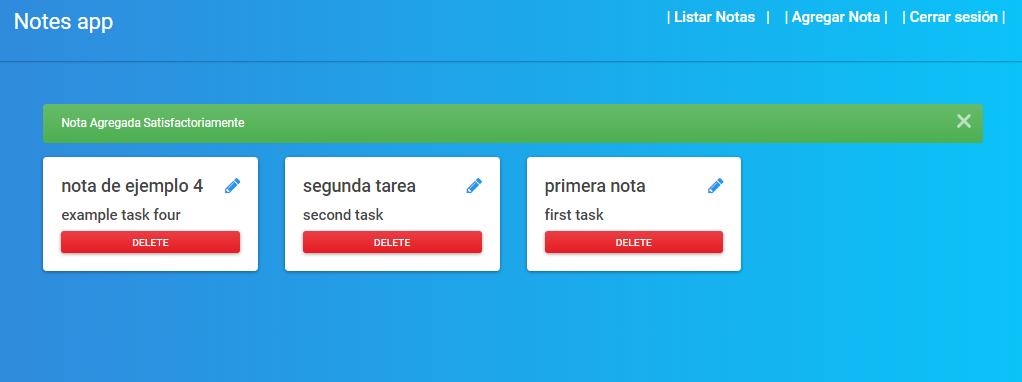 Notes app
| Listar Notas | | Agregar Nota | | Cerrar sesión |
Nota Agregada Satisfactoriamente
nota de ejemplo 4
example task four
DELETE
segunda tarea
second task
DELETE
primera nota
first task
DELETE